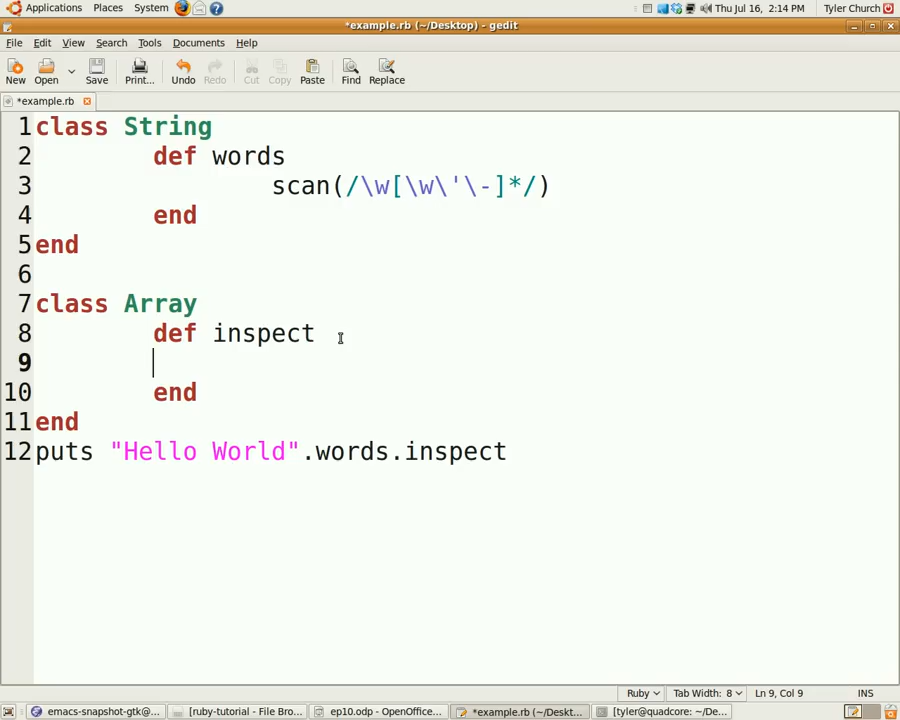 Applications Places System Thu Jul 16, 2:14 PM Tyler Church
*example.rb (~/Desktop) - gedit
File Edit View Search Tools Documents Help
New Open Save Print... Undo Redo Cut Copy Paste Find Replace
*example.rb
1 class String
2 def words
3 scan(/\w[\w\'\-]*/)
4 end
5 end
6
7 class Array
8 def inspect
9
10 end
11 end
12 puts "Hello World".words.inspect
Ruby Tab Width: 8 Ln 9, Col 9 INS
emacs-snapshot-gtk@... [ruby-tutorial - File Bro... ep10.odp - OpenOffice... *example.rb (~/Deskt... [tyler@quadcore: ~/De...